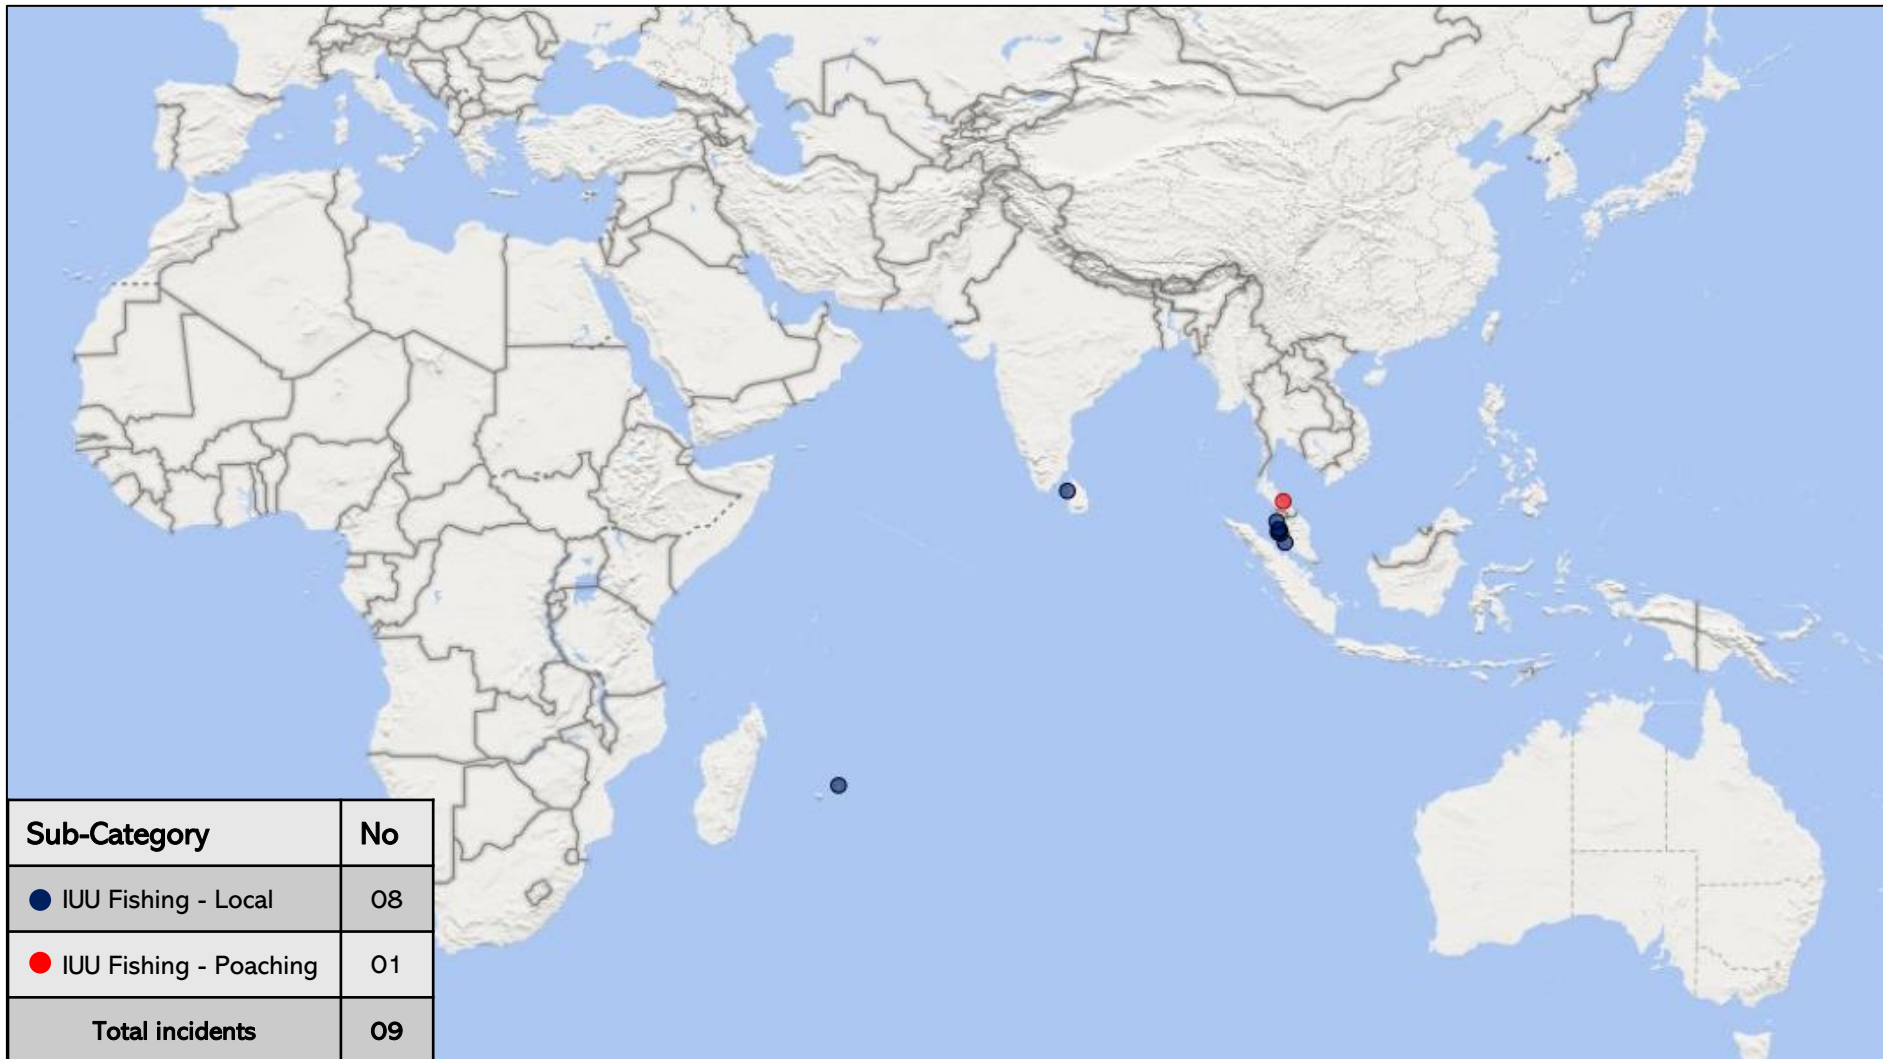 Sub-Category No
IUU Fishing - Local 08
IUU Fishing - Poaching 01
Total incidents 09